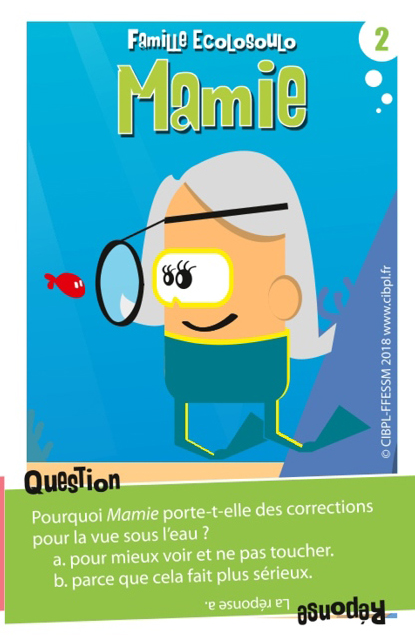 Famille Ecolosoulo
2
Mamie
© CIBPL-FFESSM 2018 www.cibpl.fr
Question
Pourquoi Mamie porte-t-elle des corrections
pour la vue sous l'eau ?
a. pour mieux voir et ne pas toucher.
b. parce que cela fait plus sérieux.
Réponse
La réponse a.